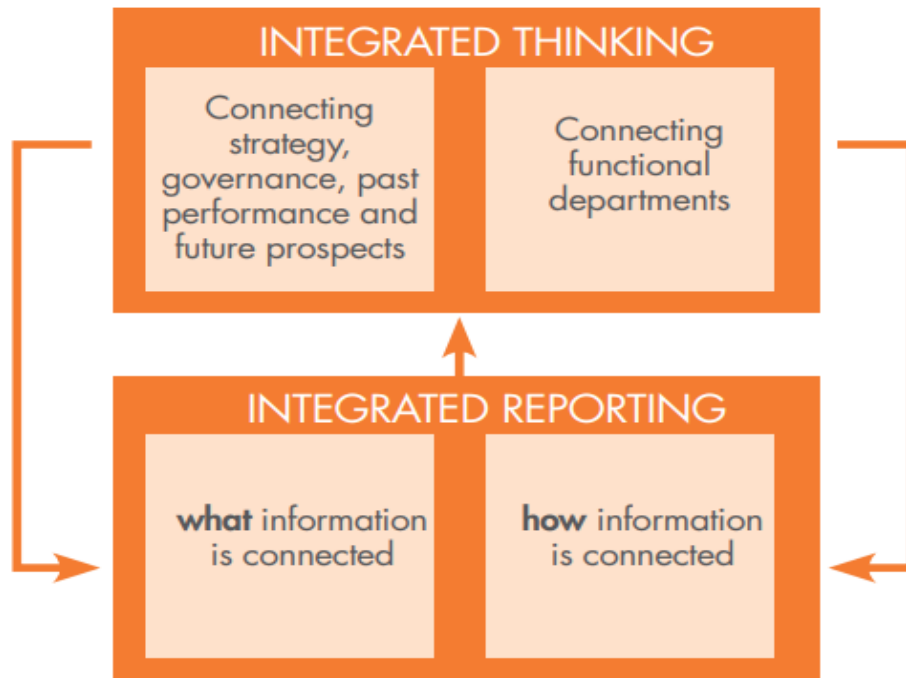 INTEGRATED THINKING
Connecting
strategy,
governance, past
performance and
future prospects
Connecting
functional
departments
INTEGRATED REPORTING
what information
is connected
how information
is connected